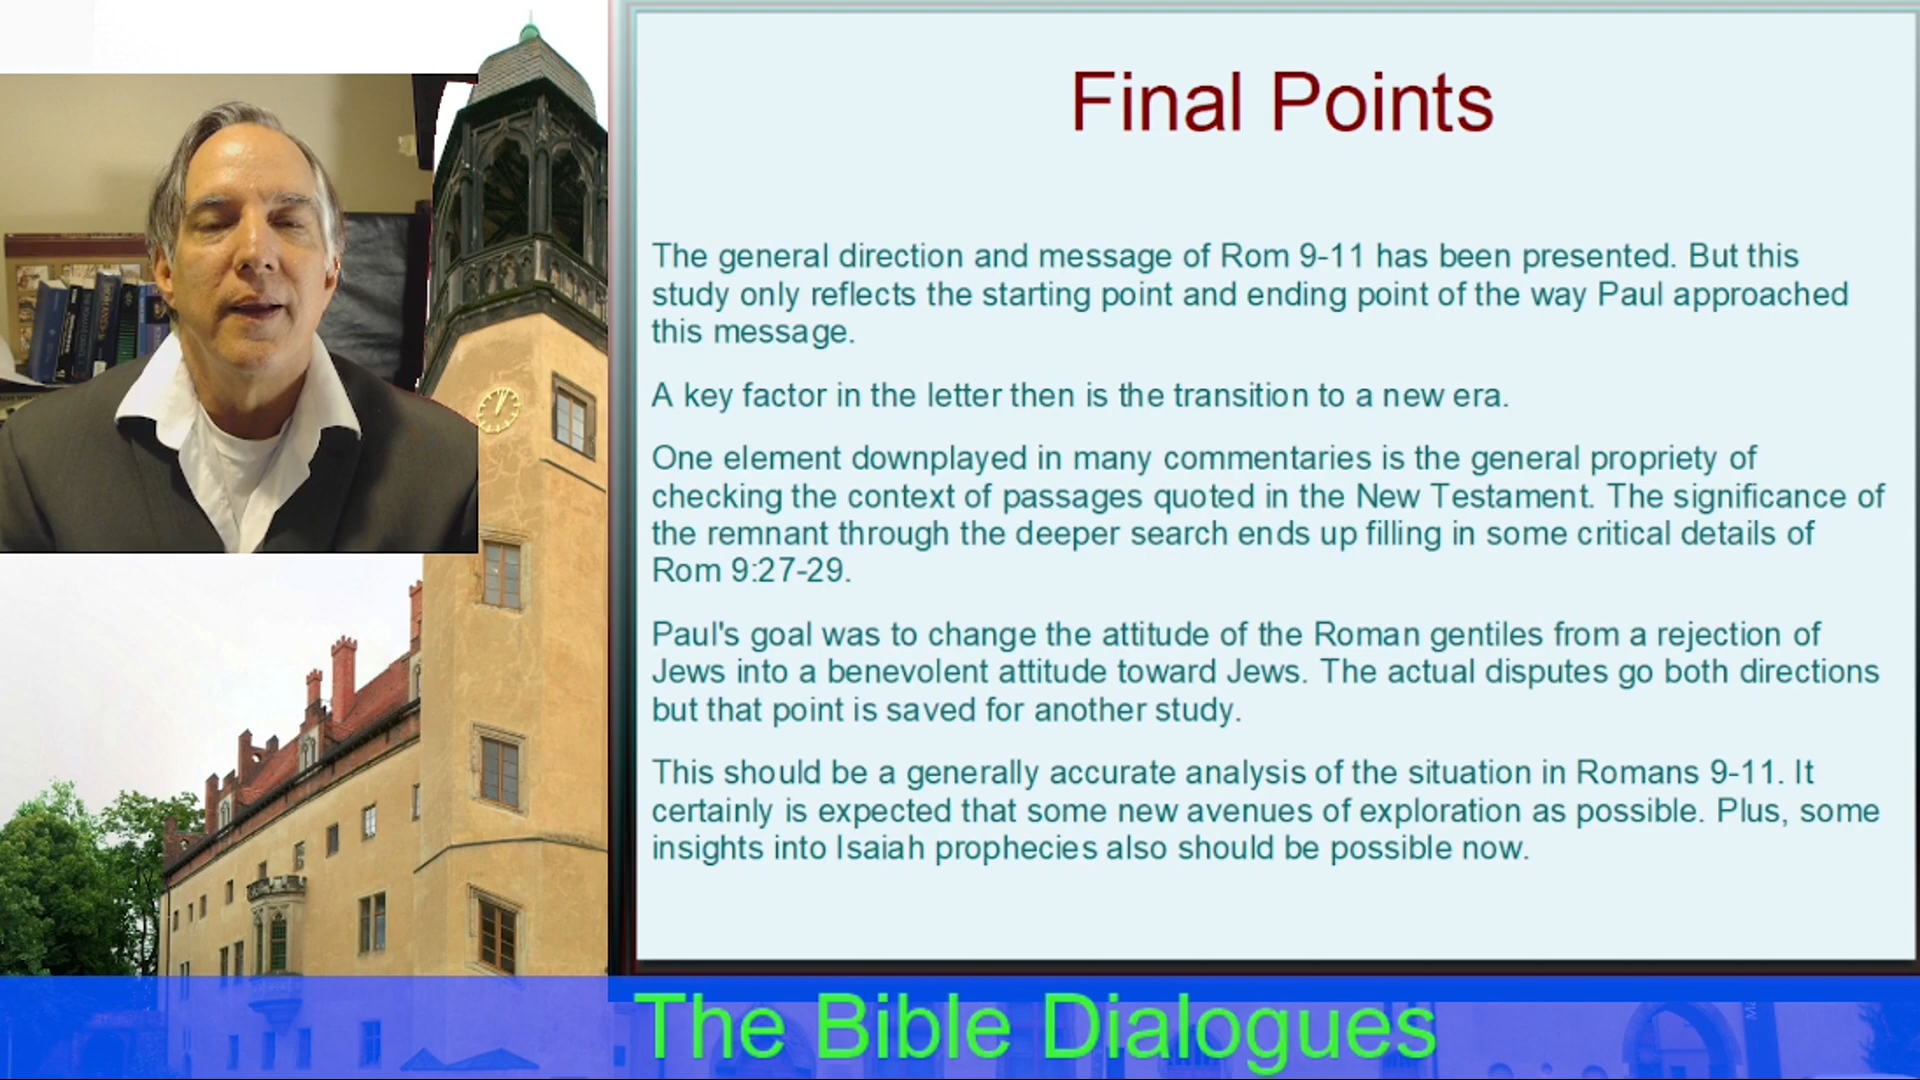 Final Points
The general direction and message of Rom 9-11 has been presented. But this
study only reflects the starting point and ending point of the way Paul approached
this message.
A key factor in the letter then is the transition to a new era.
One element downplayed in many commentaries is the general propriety of
checking the context of passages quoted in the New Testament. The significance of
the remnant through the deeper search ends up filling in some critical details of
Rom 9:27-29.
Paul's goal was to change the attitude of the Roman gentiles from a rejection of
Jews into a benevolent attitude toward Jews. The actual disputes go both directions
but that point is saved for another study.
This should be a generally accurate analysis of the situation in Romans 9-11. It
certainly is expected that some new avenues of exploration as possible. Plus, some
insights into Isaiah prophecies also should be possible now.
The Bible Dialogues